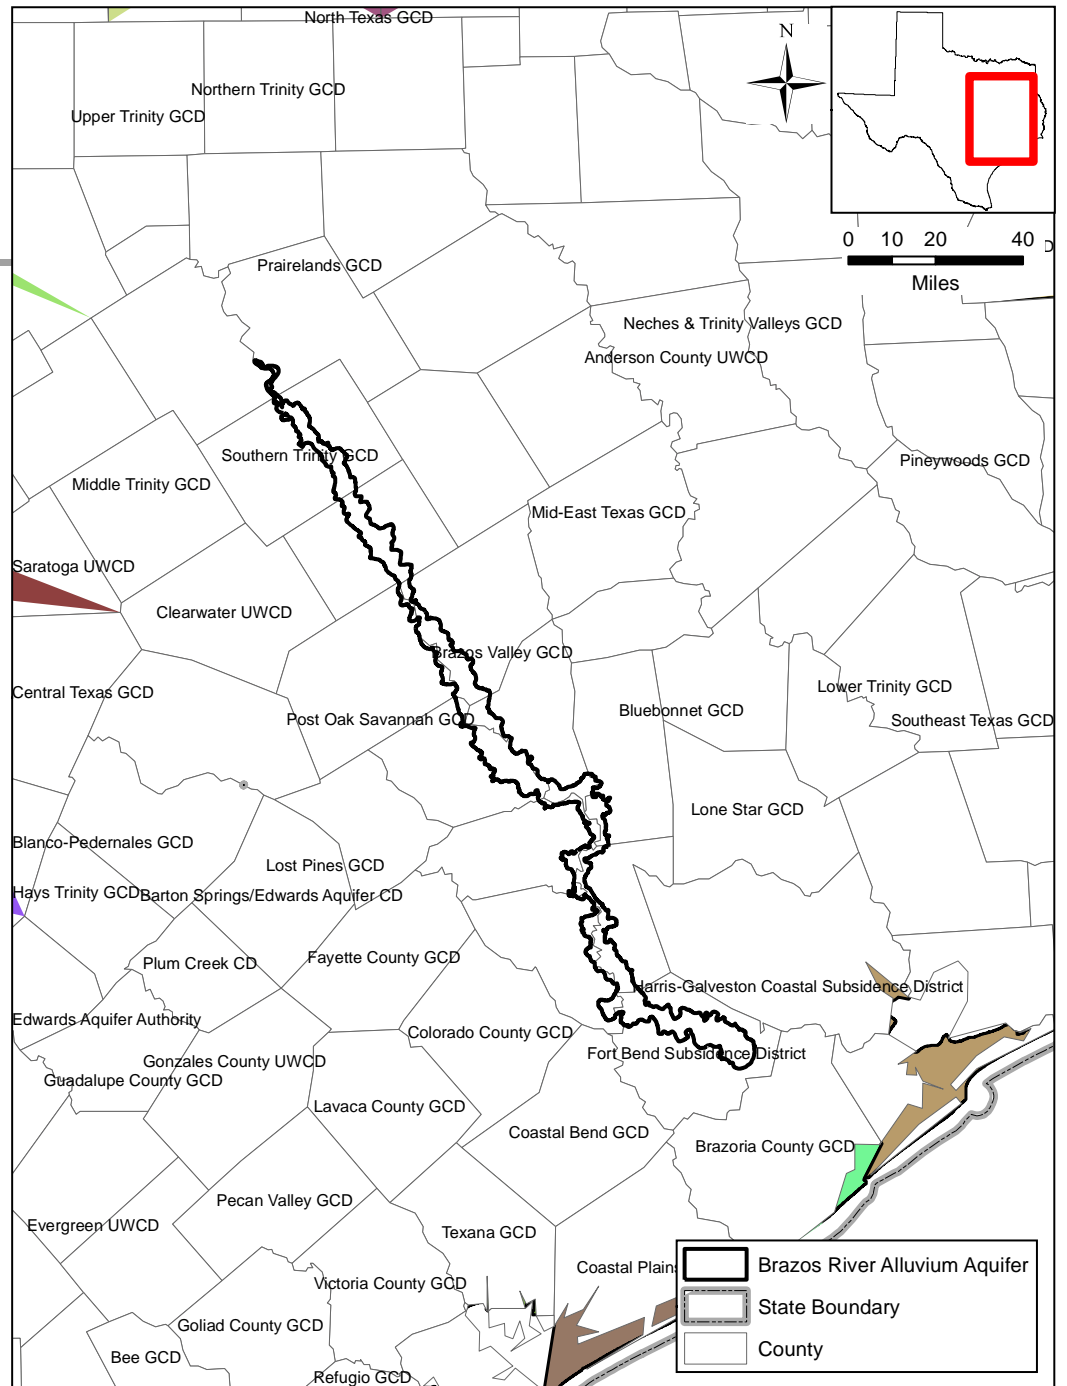 North Texas GCD
N
Northern Trinity GCD
Upper Trinity GCD
0 10 20 40
D
Miles
Prairelands GCD
Neches & Trinity Valleys GCD
Anderson County UWCD
Southern Trinity GCD
Pineywoods GCD
Middle Trinity GCD
Mid-East Texas GCD
Saratoga UWCD
Clearwater UWCD
Brazos Valley GCD
Central Texas GCD
Lower Trinity GCD
Post Oak Savannah GCD
Bluebonnet GCD
Southeast Texas GCD
Lone Star GCD
Blanco-Pedernales GCD
Lost Pines GCD
Hays Trinity GCD
Barton Springs/Edwards Aquifer CD
Plum Creek CD
Fayette County GCD
Harris-Galveston Coastal Subsidence District
Edwards Aquifer Authority
Colorado County GCD
Gonzales County UWCD
Fort Bend Subsidence District
Guadalupe County GCD
Lavaca County GCD
Coastal Bend GCD
Brazoria County GCD
Pecan Valley GCD
Evergreen UWCD
Texana GCD
Coastal Plains
Victoria County GCD
Goliad County GCD
Bee GCD
Refugio GCD
Brazos River Alluvium Aquifer
State Boundary
County